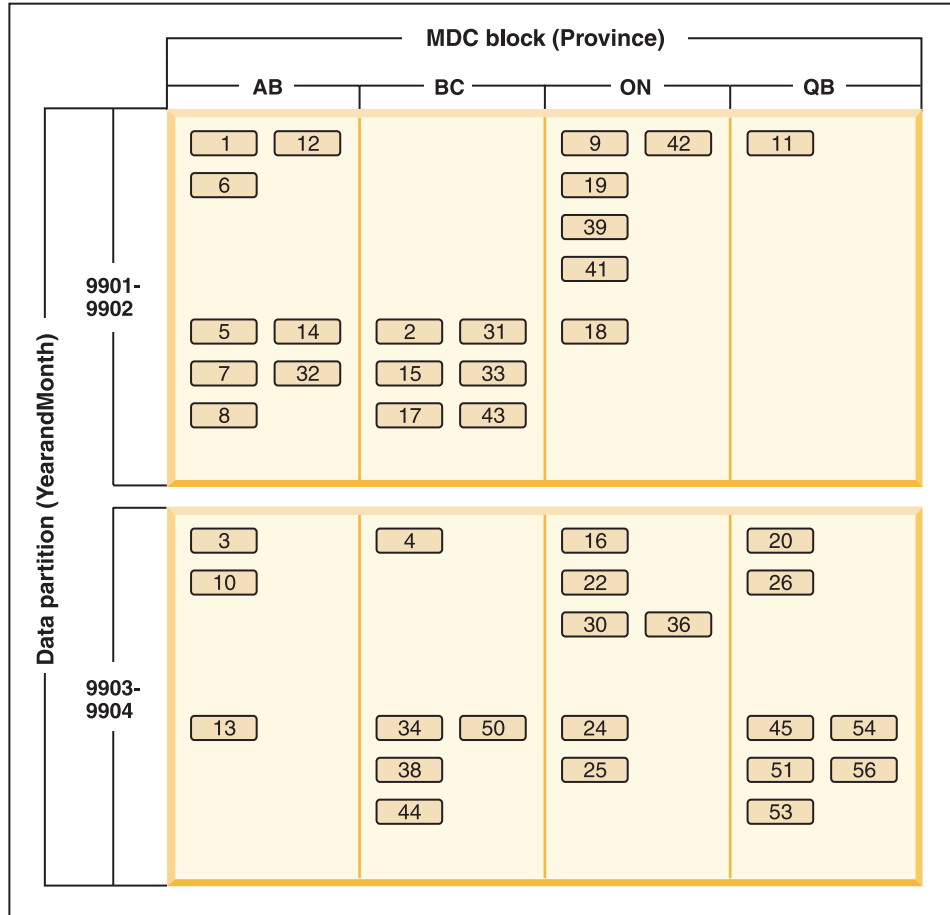 MDC block (Province)
AB BC ON QB
Data partition (YearandMonth)
9901-
9902
1 12 9 42 11
6 19
39
41
5 14 2 31 18
7 32 15 33
8 17 43
9903-
9904
3 4 16 20
10 22 26
30 36
13 34 50 24 45 54
38 25 51 56
44 53